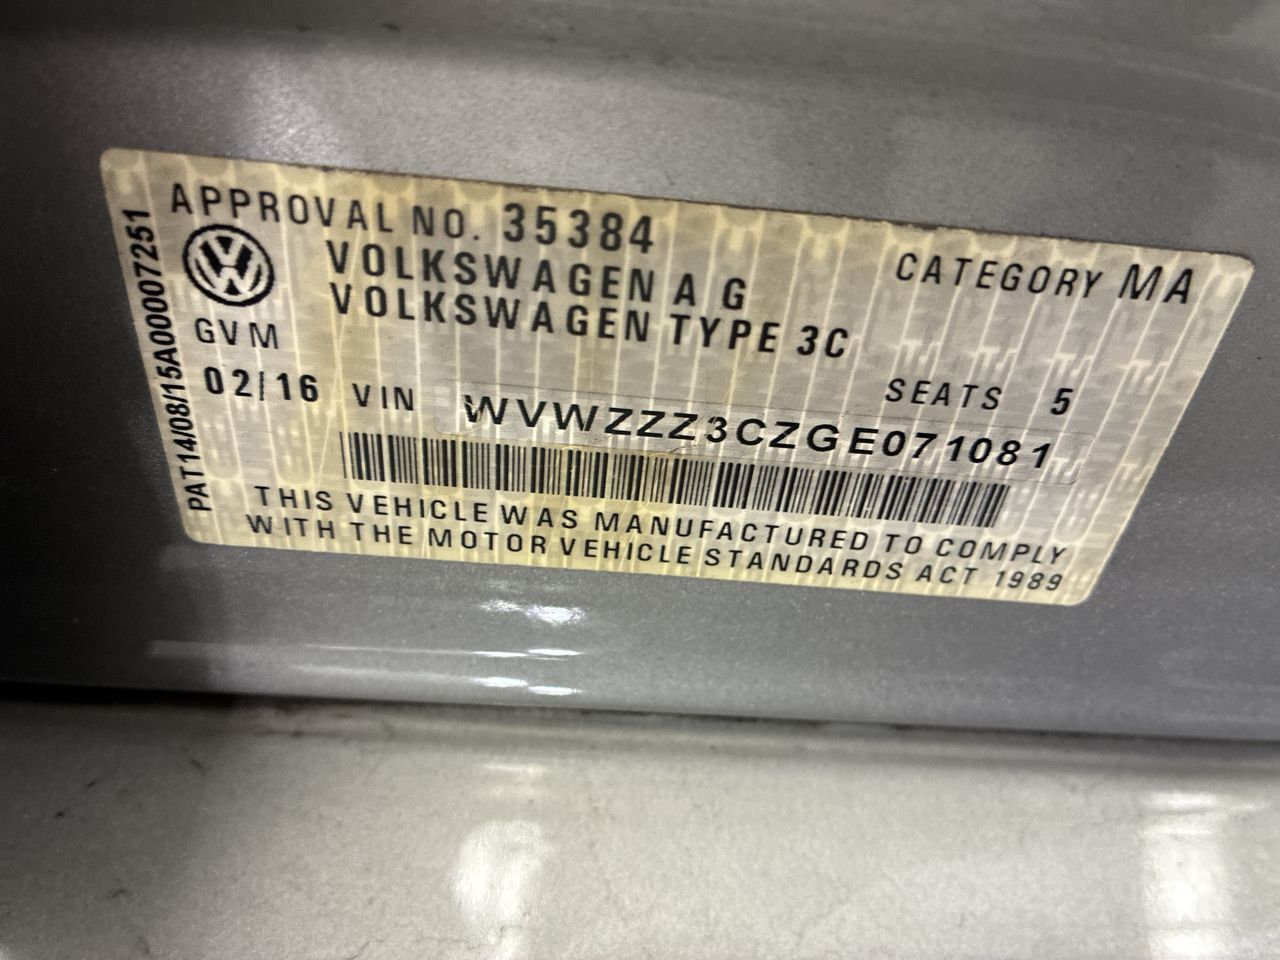 APPROVAL NO. 35384
CATEGORY MA
VOLKSWAGEN A G
VOLKSWAGEN TYPE 3C
GVM
SEATS 5
02/16 VIN WVWZZZ3CZGE071081
THIS VEHICLE WAS MANUFACTURED TO COMPLY
WITH THE MOTOR VEHICLE STANDARDS ACT 1989
PAT14/08/15A00007251